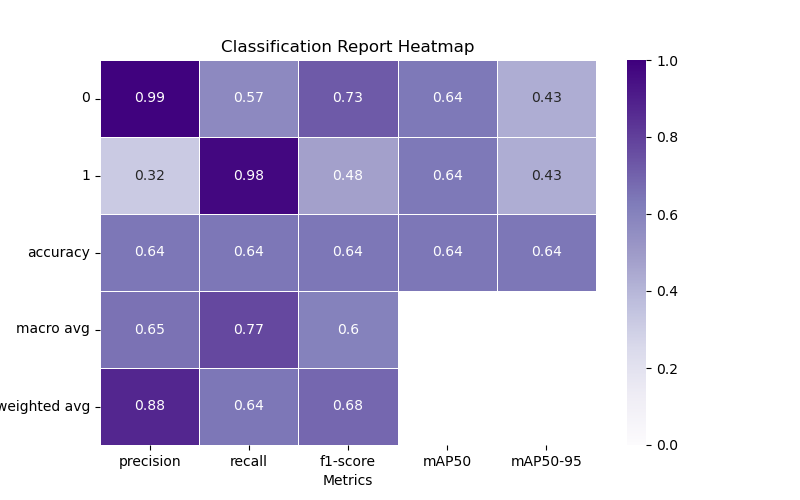 Classification Report Heatmap
0 0.99 0.57 0.73 0.64 0.43
1 0.32 0.98 0.48 0.64 0.43
accuracy 0.64 0.64 0.64 0.64 0.64
macro avg 0.65 0.77 0.6
weighted avg 0.88 0.64 0.68
precision recall f1-score mAP50 mAP50-95
Metrics
1.0
0.8
0.6
0.4
0.2
0.0